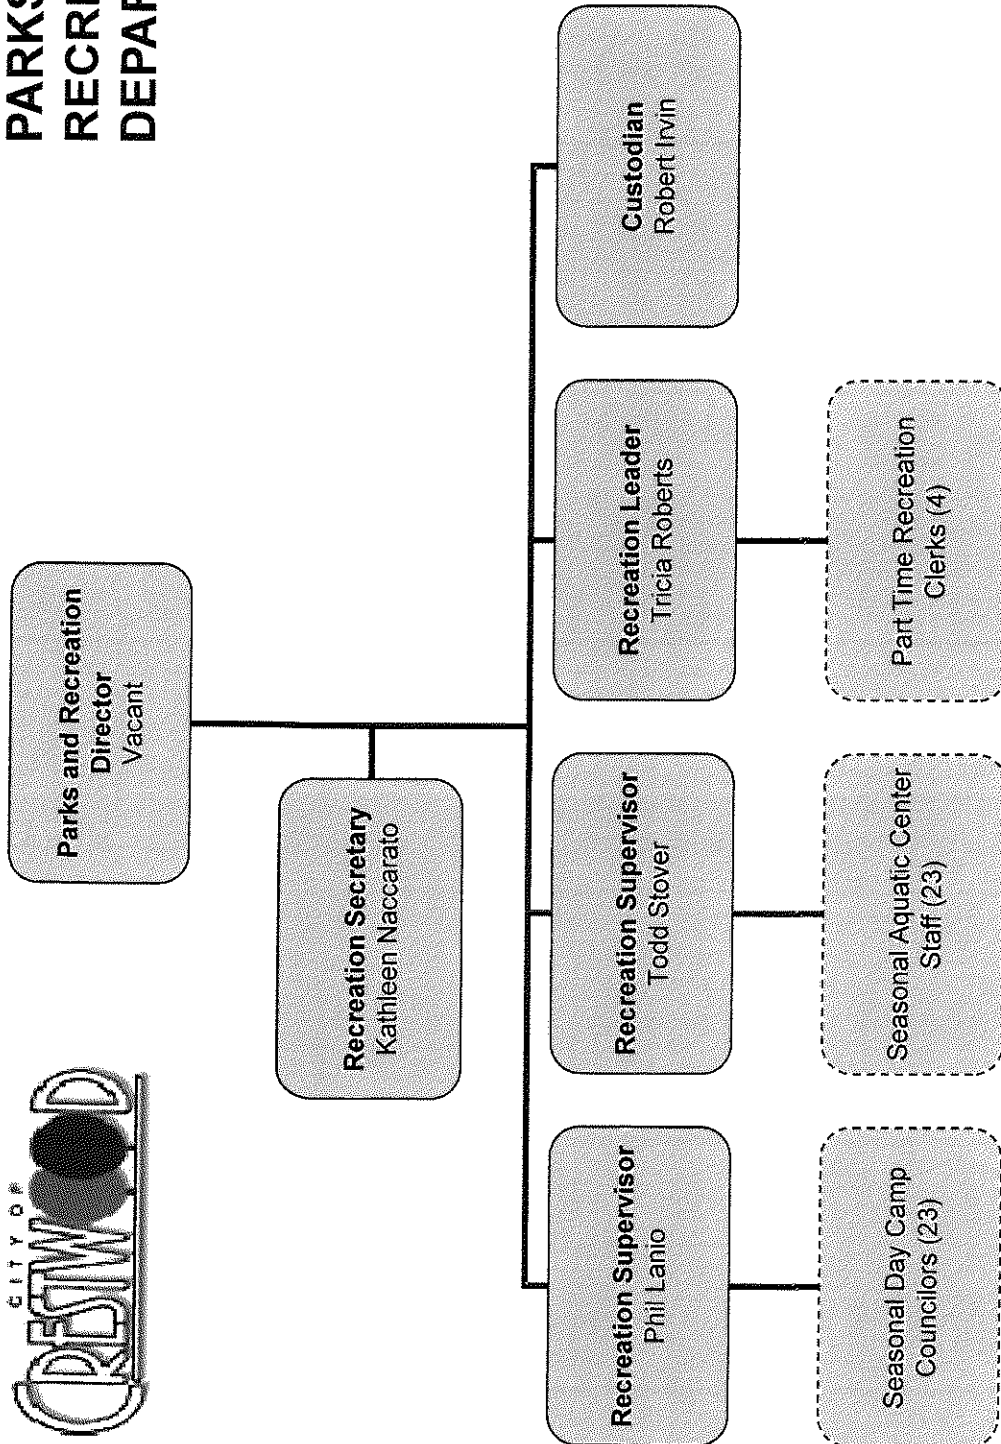 CITY OF
CRESTWOOD
PARKS
RECR
DEPAR
Parks and Recreation
Director
Vacant
Recreation Secretary
Kathleen Naccarato
Recreation Supervisor
Phil Lanio
Recreation Supervisor
Todd Stover
Recreation Leader
Tricia Roberts
Custodian
Robert Irvin
Seasonal Day Camp
Councilors (23)
Seasonal Aquatic Center
Staff (23)
Part Time Recreation
Clerks (4)